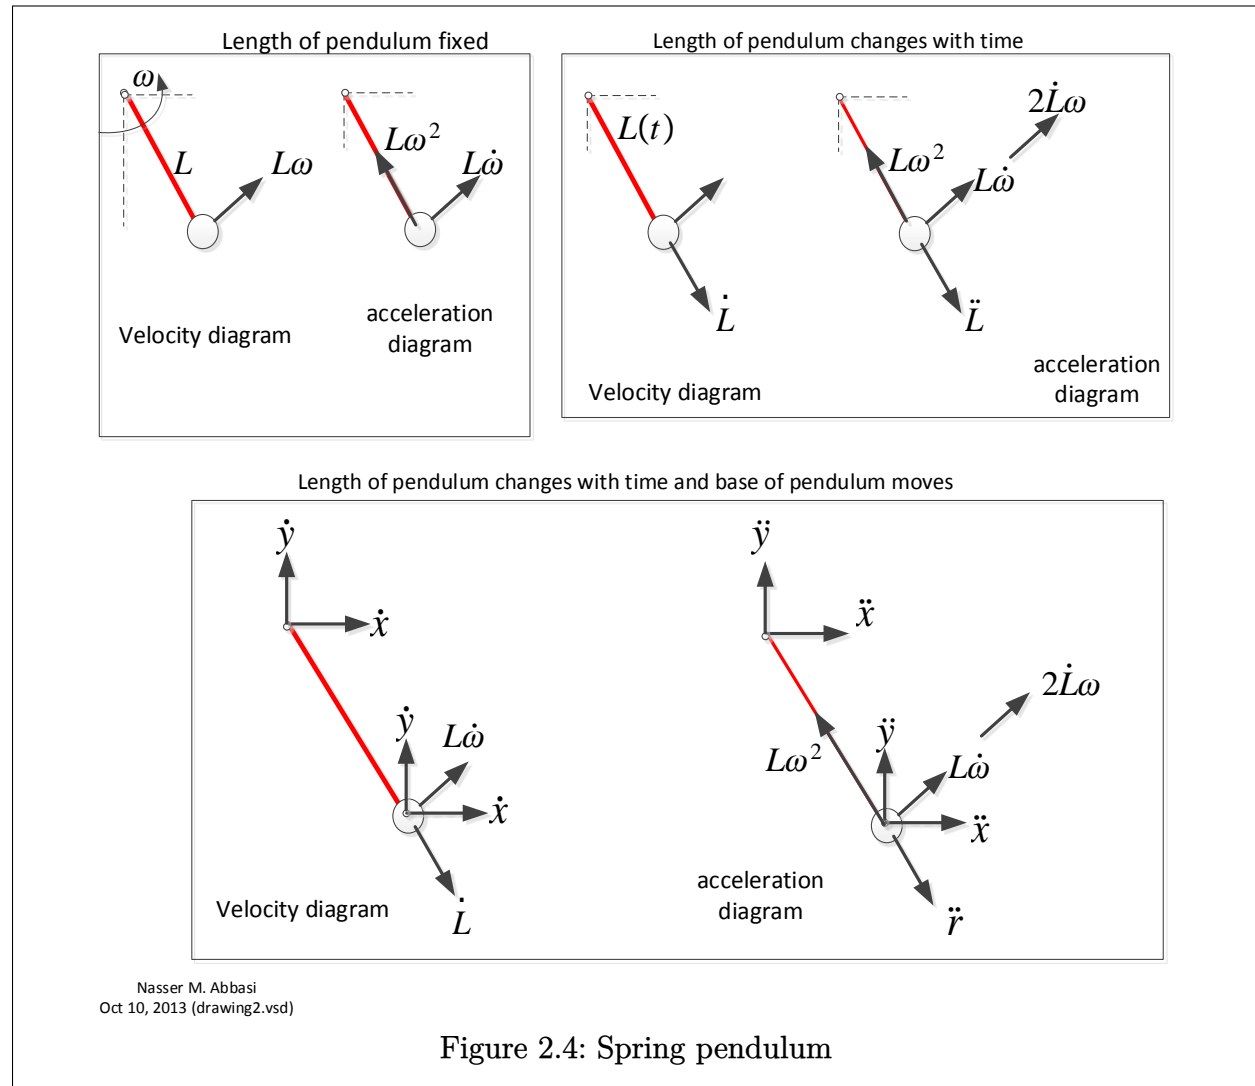 Length of pendulum fixed
ω
L
Lω
Lω²
Lω̇
Velocity diagram
acceleration
diagram
Length of pendulum changes with time
L(t)
L̇
Lω²
Lω̇
2L̇ω
L̈
Velocity diagram
acceleration
diagram
Length of pendulum changes with time and base of pendulum moves
ẏ
ẋ
ẏ
Lω̇
ẋ
L̇
Velocity diagram
ÿ
ẍ
2L̇ω
ÿ
Lω²
Lω̇
ẍ
r̈
acceleration
diagram
Nasser M. Abbasi
Oct 10, 2013 (drawing2.vsd)
Figure 2.4: Spring pendulum